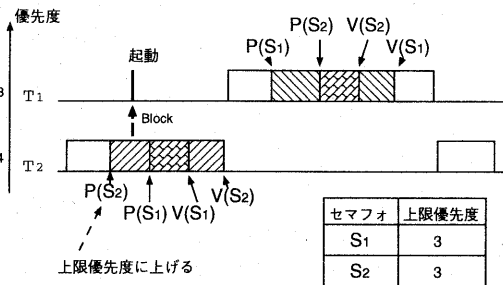 優先度
P(S2) V(S2)
P(S1) V(S1)
起動
3 T1
Block
4 T2
P(S2) V(S2)
P(S1) V(S1)
上限優先度に上げる
セマフォ 上限優先度
S1 3
S2 3